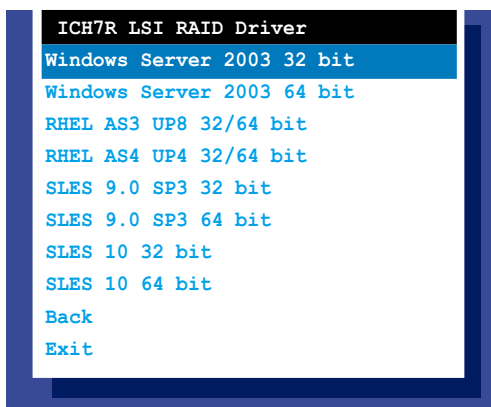 ICH7R LSI RAID Driver
Windows Server 2003 32 bit
Windows Server 2003 64 bit
RHEL AS3 UP8 32/64 bit
RHEL AS4 UP4 32/64 bit
SLES 9.0 SP3 32 bit
SLES 9.0 SP3 64 bit
SLES 10 32 bit
SLES 10 64 bit
Back
Exit